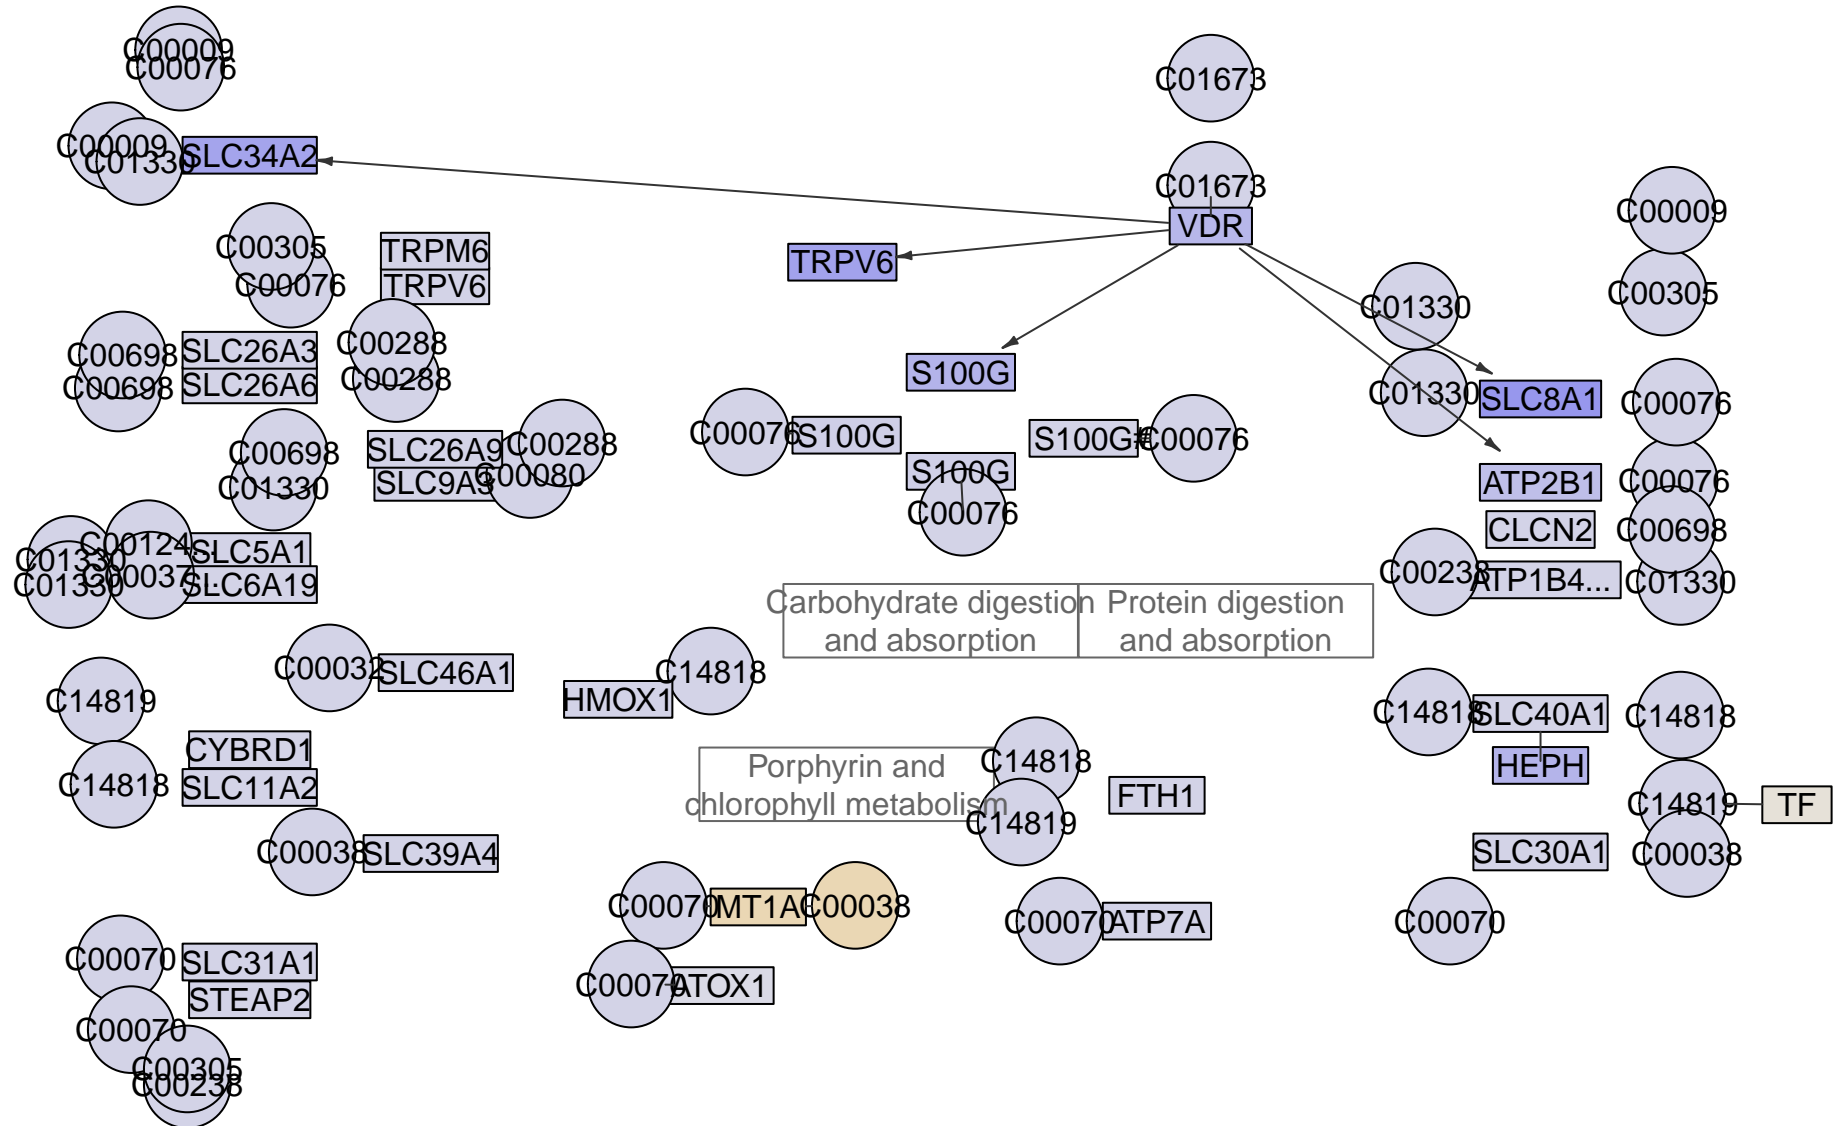 C00009
C00076
C01673
C00009
C01330
SLC34A2
C01673
VDR
C00009
C00305
TRPM6
TRPV6
C00076
TRPV6
C00305
C01330
C00698
SLC26A3
C00288
C00698
SLC26A6
C00288
S100G
C01330
SLC8A1
C00076
C00698
SLC26A9
C00288
C00076
S100G
S100G
C00076
C01330
SLC9A3
C00080
S100G
C00076
ATP2B1
C00076
CLCN2
C00698
C01330
C00124...
SLC5A1
C01330
C00037...
SLC6A19
C00238
ATP1B4...
C01330
Carbohydrate digestion
and absorption
Protein digestion
and absorption
C00032
SLC46A1
HMOX1
C14818
C14819
C14818
SLC40A1
C14818
CYBRD1
C14818
SLC11A2
Porphyrin and
chlorophyll metabolism
C14818
C14819
FTH1
HEPH
C14819
TF
C00038
SLC39A4
SLC30A1
C00038
C00070
MT1A
C00038
C00070
ATP7A
C00070
C00070
SLC31A1
STEAP2
C00070
ATOX1
C00070
C00305
C00238